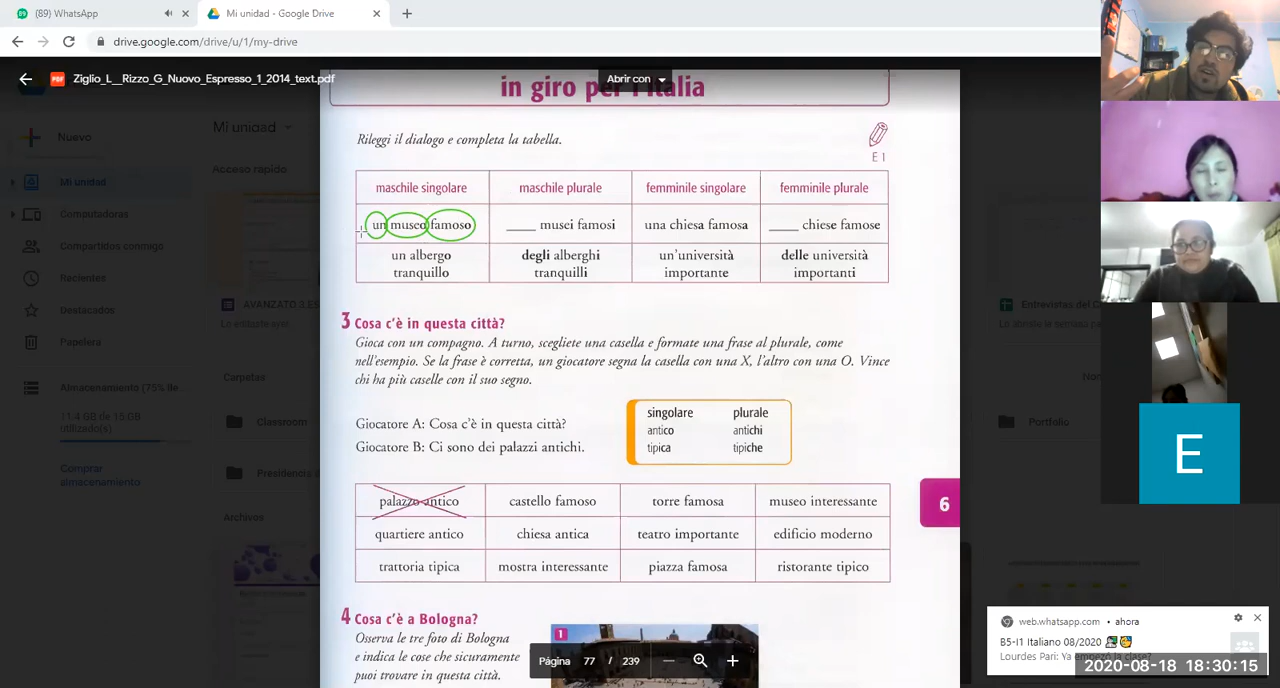 (89) WhatsApp
Mi unidad - Google Drive
drive.google.com/drive/u/1/my-drive
PDF
Ziglio_L__Rizzo_G_Nuovo_Espresso_1_2014_text.pdf
Abrir con
in giro per l'Italia
Nuevo
Mi unidad
Mi unidad
Acceso rápido
Computadoras
Compartidos conmigo
Recientes
Destacados
Papelera
Almacenamiento (75% lle
11.4 GB de 15 GB
utilizado(s)
Comprar
almacenamiento
Carpetas
Classroom
Archivos
Portfolio
Rileggi il dialogo e completa la tabella.
E 1
maschile singolare maschile plurale femminile singolare femminile plurale
un museo famoso ____ musei famosi una chiesa famosa ____ chiese famose
un albergo degli alberghi un'università delle università
tranquillo tranquilli importante importanti
3 Cosa c'è in questa città?
Gioca con un compagno. A turno, scegliete una casella e formate una frase al plurale, come
nell'esempio. Se la frase è corretta, un giocatore segna la casella con una X, l'altro con una O. Vince
chi ha più caselle con il suo segno.
Giocatore A: Cosa c'è in questa città?
Giocatore B: Ci sono dei palazzi antichi.
singolare plurale
antico antichi
tipica tipiche
palazzo antico castello famoso torre famosa museo interessante
quartiere antico chiesa antica teatro importante edificio moderno
trattoria tipica mostra interessante piazza famosa ristorante tipico
6
4 Cosa c'è a Bologna?
Osserva le tre foto di Bologna
e indica le cose che sicuramente
puoi trovare in questa città.
1
Página 77 / 239
E
web.whatsapp.com • ahora
B5-I1 Italiano 08/2020
Lourdes Pari: Ya empezó la clase?
2020-08-18 18:30:15